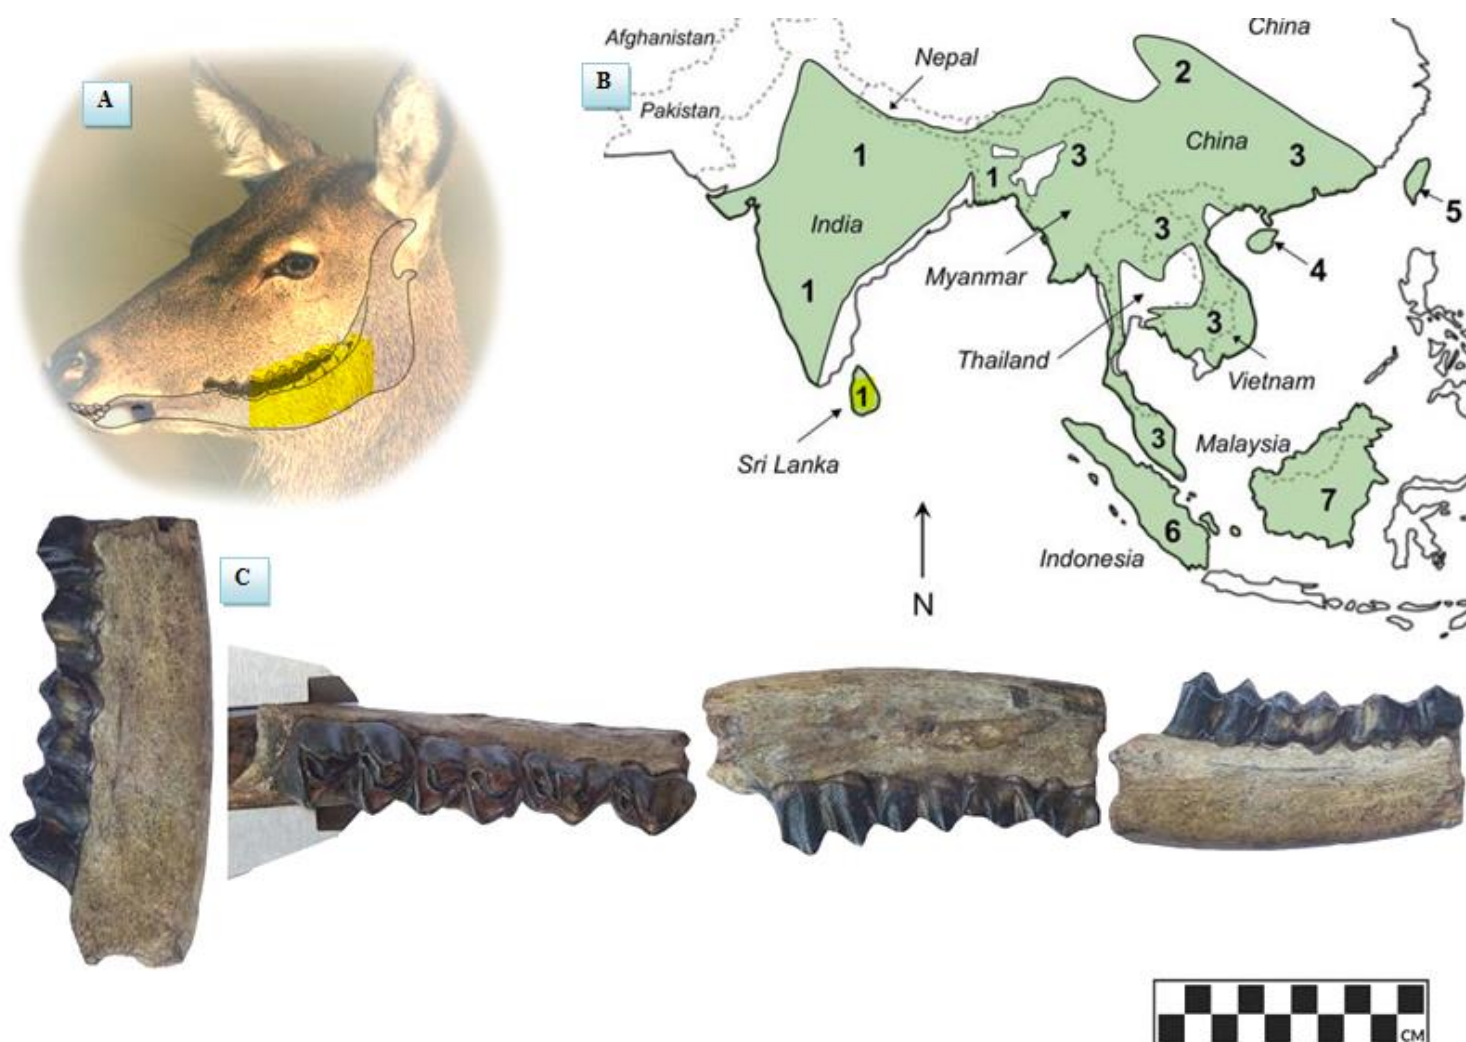 A
B
Afghanistan
Nepal
China
Pakistan
2
China
1
3
3
1
5
India
3
4
Myanmar
1
3
Thailand
Vietnam
1
Sri Lanka
3
Malaysia
7
6
Indonesia
N
C
CM